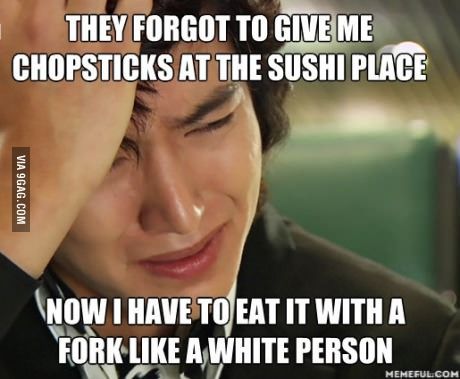 THEY FORGOT TO GIVE ME
CHOPSTICKS AT THE SUSHI PLACE
VIA 9GAG.COM
NOW I HAVE TO EAT IT WITH A
FORK LIKE A WHITE PERSON
MEMEFUL.COM